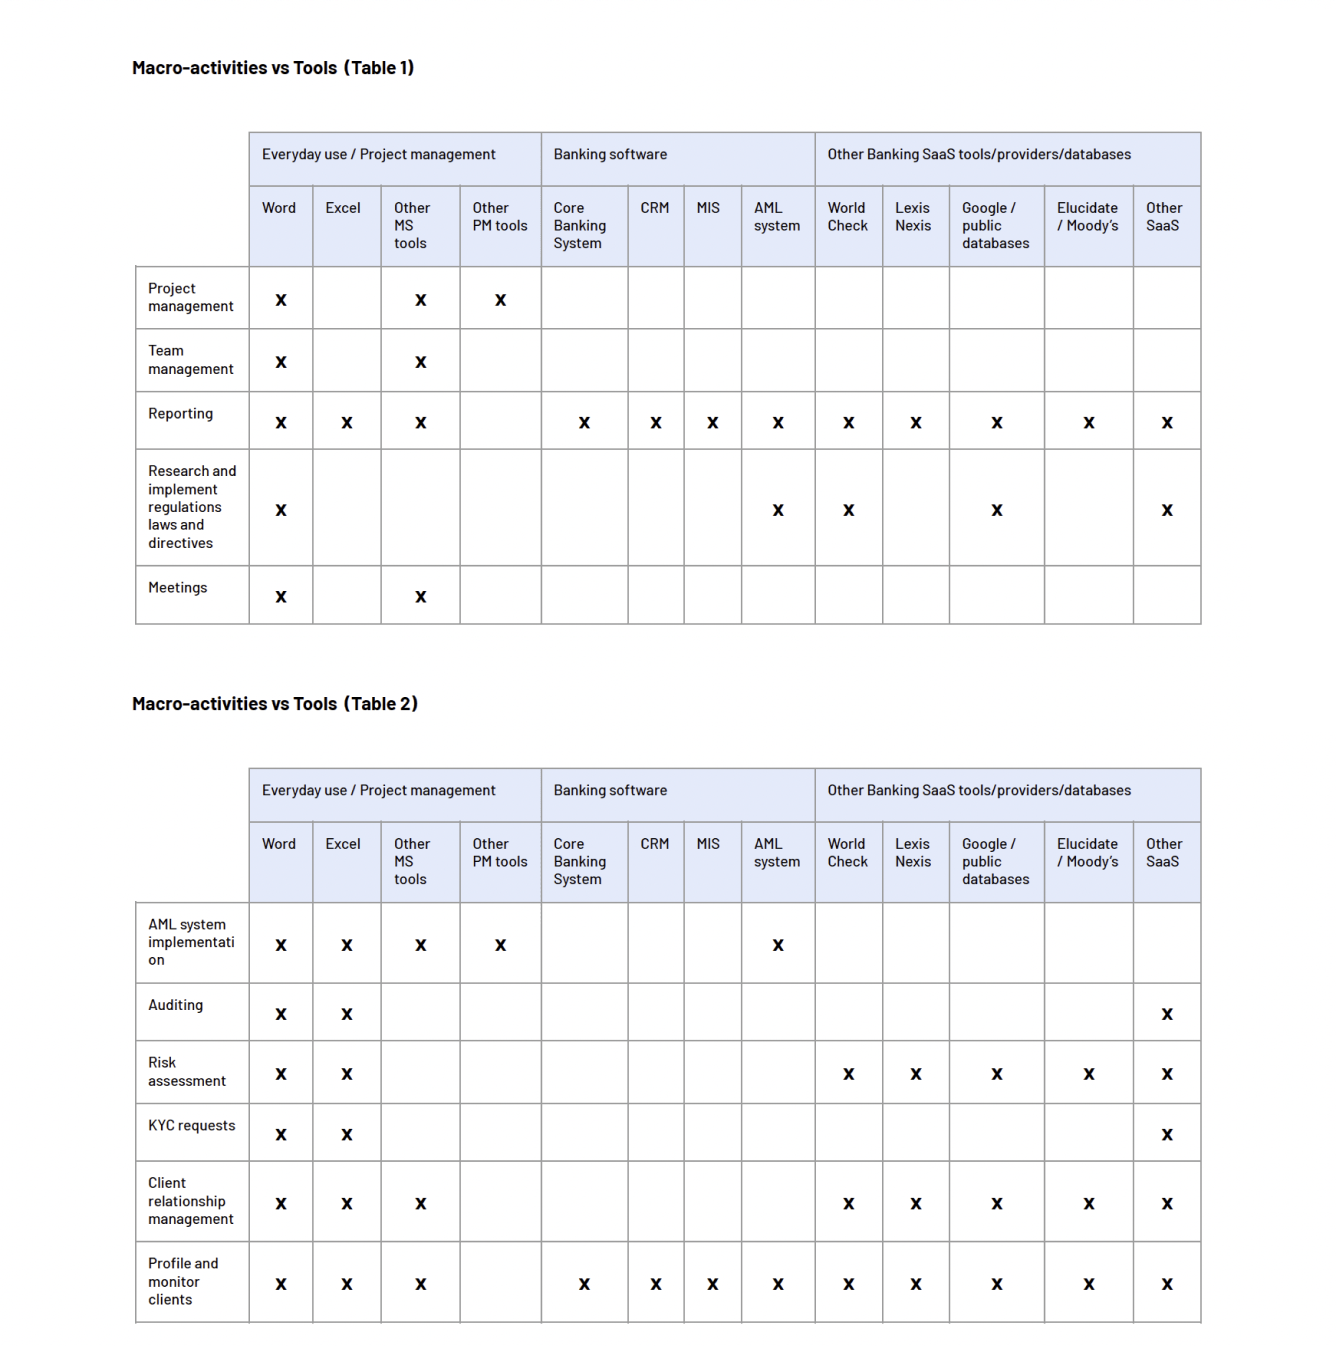 Macro-activities vs Tools (Table 1)
Everyday use / Project management Banking software Other Banking SaaS tools/providers/databases
Word Excel Other MS tools Other PM tools Core Banking System CRM MIS AML system World Check Lexis Nexis Google / public databases Elucidate / Moody's Other SaaS
Project management x x x
Team management x x
Reporting x x x x x x x x x x x x
Research and implement regulations laws and directives x x x x x
Meetings x x
Macro-activities vs Tools (Table 2)
Everyday use / Project management Banking software Other Banking SaaS tools/providers/databases
Word Excel Other MS tools Other PM tools Core Banking System CRM MIS AML system World Check Lexis Nexis Google / public databases Elucidate / Moody's Other SaaS
AML system implementati on x x x x x
Auditing x x x
Risk assessment x x x x x x x
KYC requests x x x
Client relationship management x x x x x x x x
Profile and monitor clients x x x x x x x x x x x x